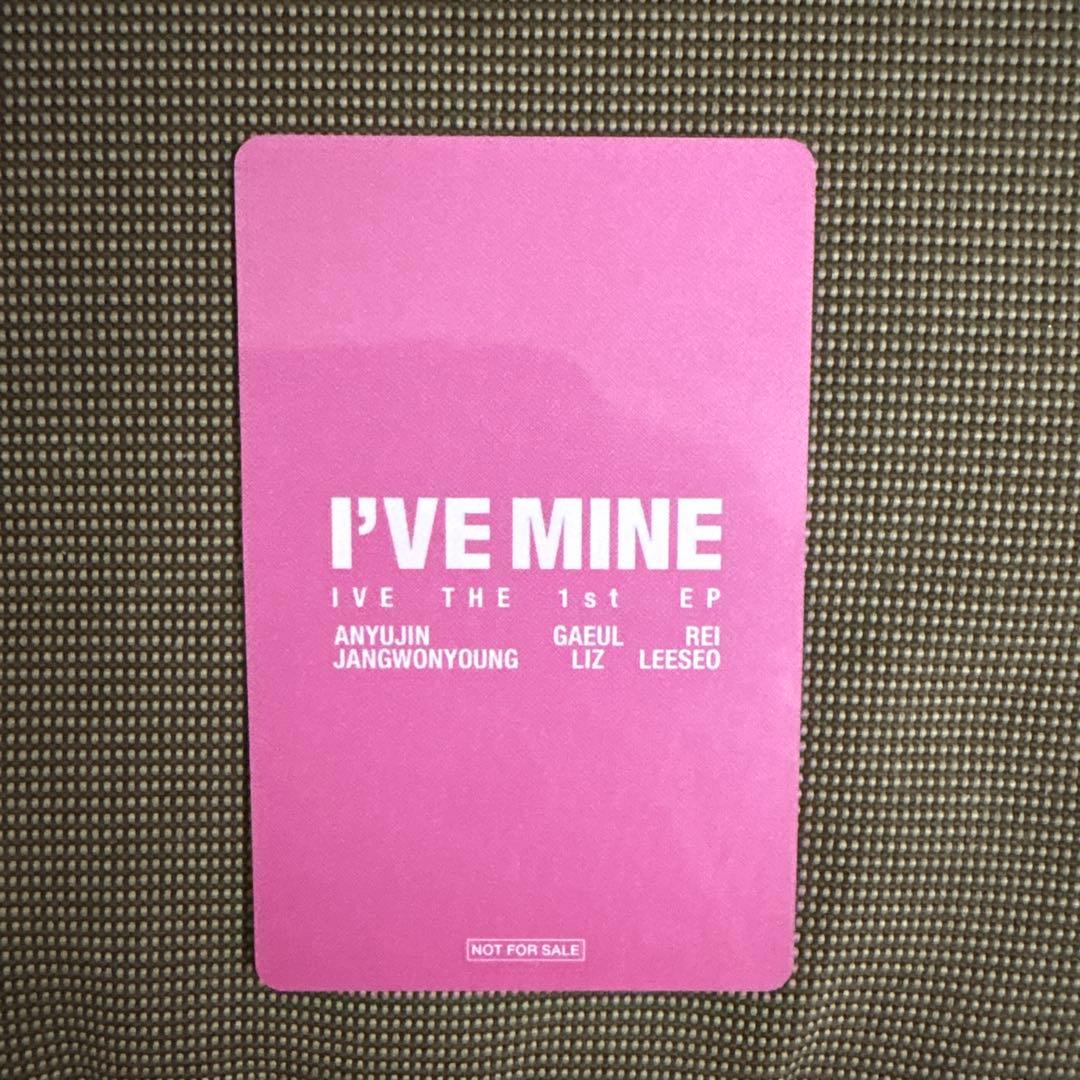 I'VE MINE
IVE THE 1st EP
ANYUJIN GAEUL REI
JANGWONYOUNG LIZ LEESEO
NOT FOR SALE